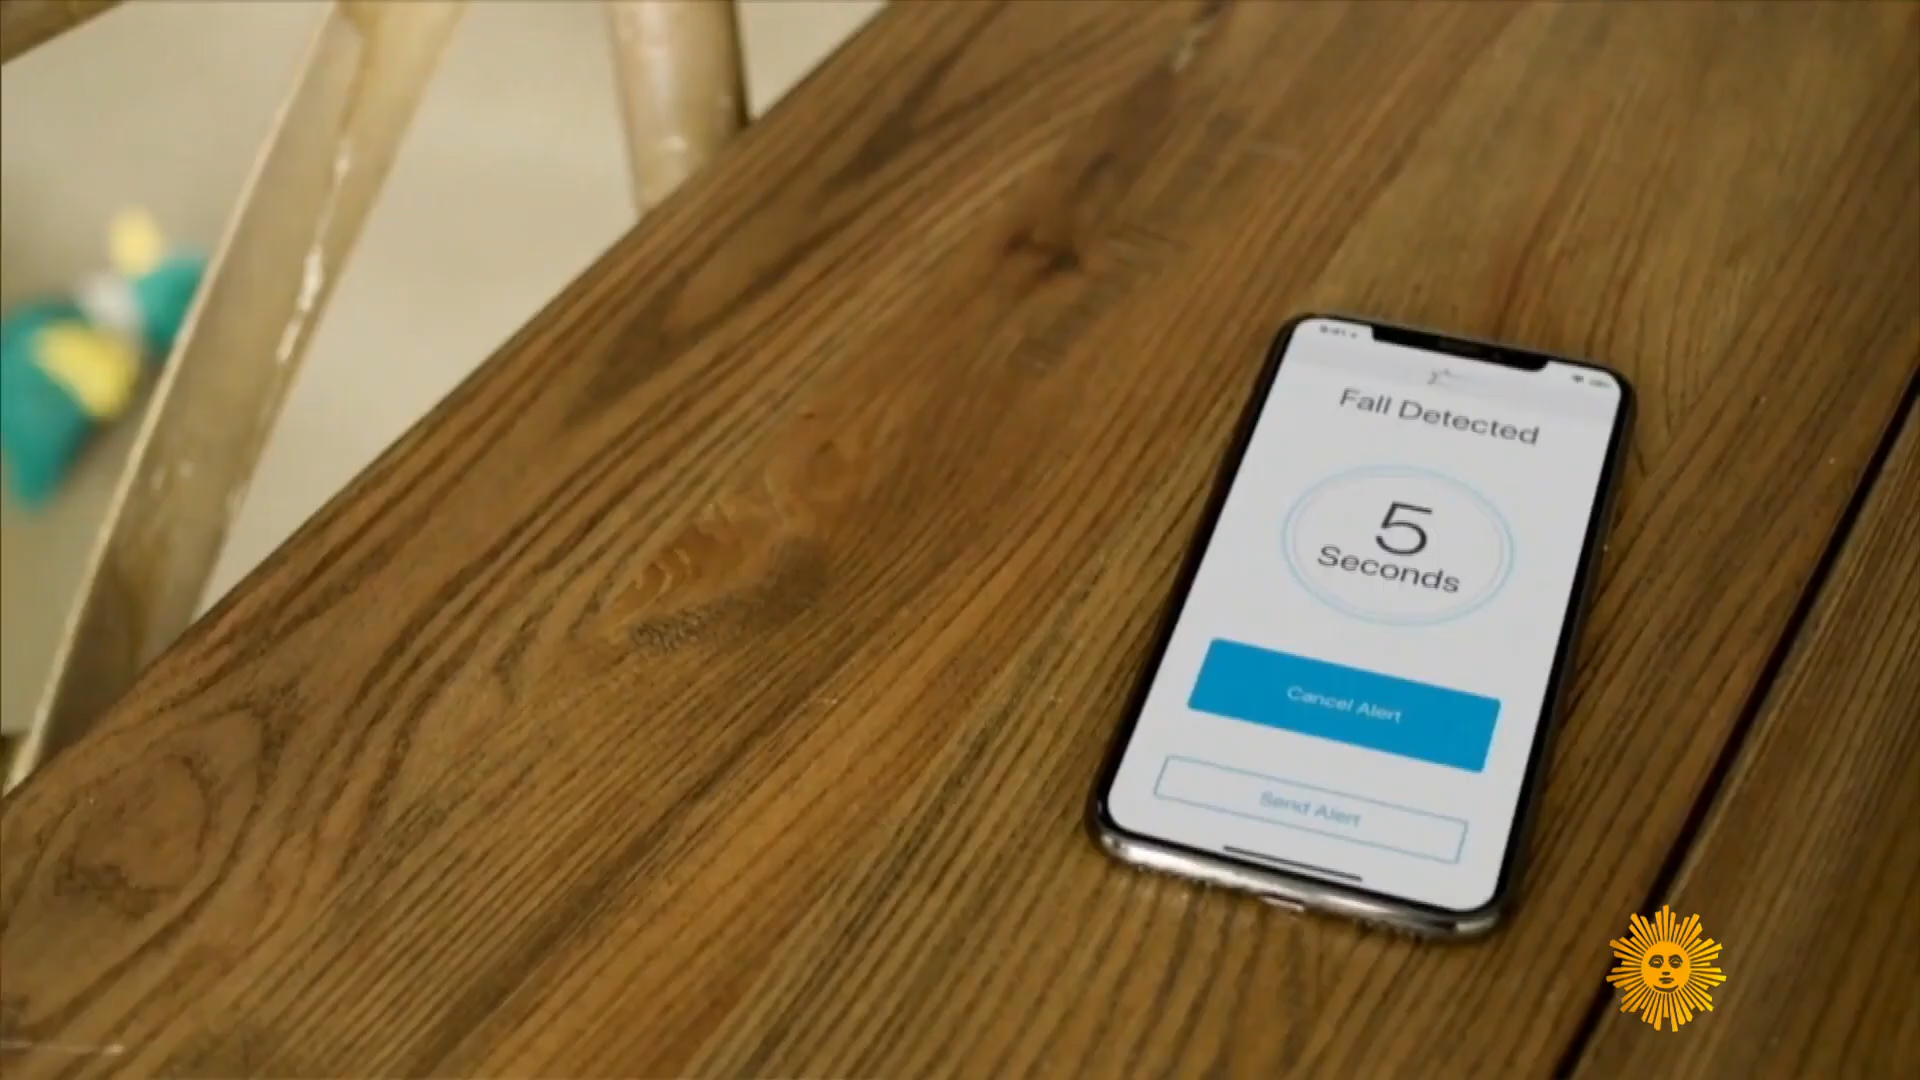 Fall Detected
5
Seconds
Cancel Alert
Send Alert